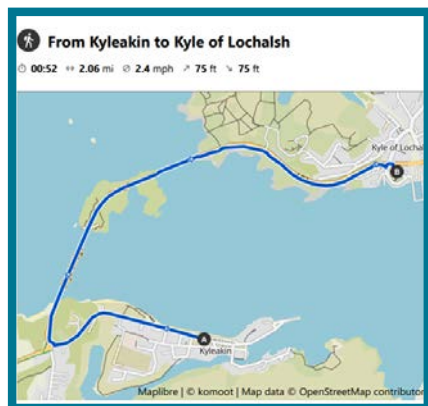 From Kyleakin to Kyle of Lochalsh
00:52 2.06 mi 2.4 mph 75 ft 75 ft
Kyle of Lochal
B
A
Kyleakin
Maplibre | © komoot | Map data © OpenStreetMap contributor